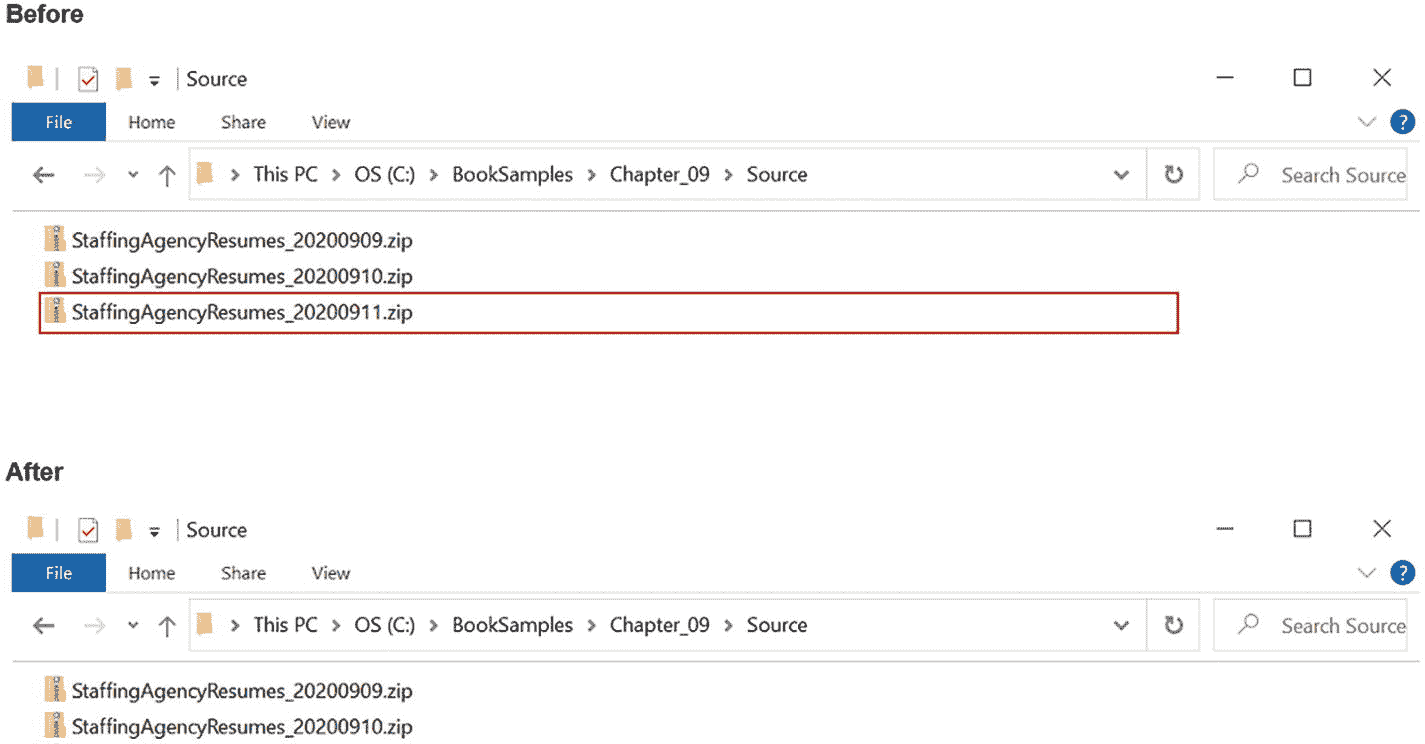 Before
Source
File Home Share View ?
This PC > OS (C:) > BookSamples > Chapter_09 > Source Search Source
StaffingAgencyResumes_20200909.zip
StaffingAgencyResumes_20200910.zip
StaffingAgencyResumes_20200911.zip
After
Source
File Home Share View ?
This PC > OS (C:) > BookSamples > Chapter_09 > Source Search Source
StaffingAgencyResumes_20200909.zip
StaffingAgencyResumes_20200910.zip